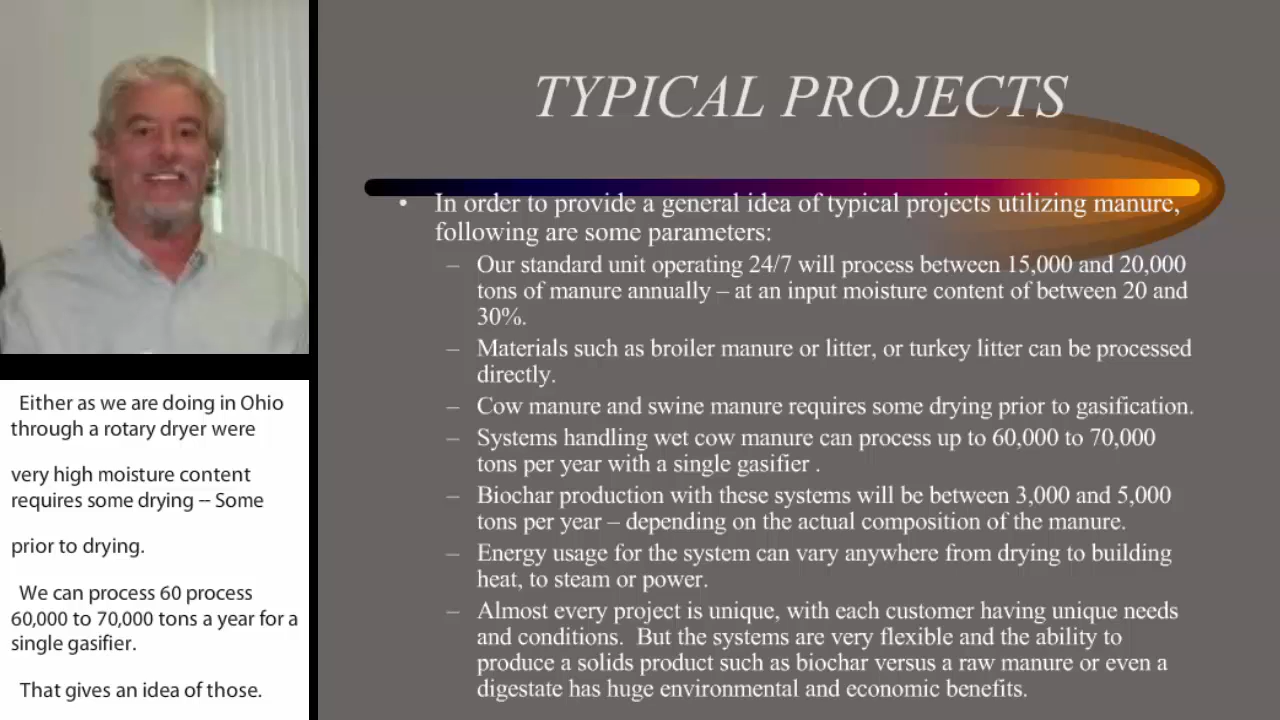 TYPICAL PROJECTS
• In order to provide a general idea of typical projects utilizing manure,
following are some parameters:
– Our standard unit operating 24/7 will process between 15,000 and 20,000
tons of manure annually – at an input moisture content of between 20 and
30%.
– Materials such as broiler manure or litter, or turkey litter can be processed
directly.
– Cow manure and swine manure requires some drying prior to gasification.
– Systems handling wet cow manure can process up to 60,000 to 70,000
tons per year with a single gasifier .
– Biochar production with these systems will be between 3,000 and 5,000
tons per year – depending on the actual composition of the manure.
– Energy usage for the system can vary anywhere from drying to building
heat, to steam or power.
– Almost every project is unique, with each customer having unique needs
and conditions.  But the systems are very flexible and the ability to
produce a solids product such as biochar versus a raw manure or even a
digestate has huge environmental and economic benefits.
Either as we are doing in Ohio
through a rotary dryer were
very high moisture content
requires some drying -- Some
prior to drying.
We can process 60 process
60,000 to 70,000 tons a year for a
single gasifier.
That gives an idea of those.